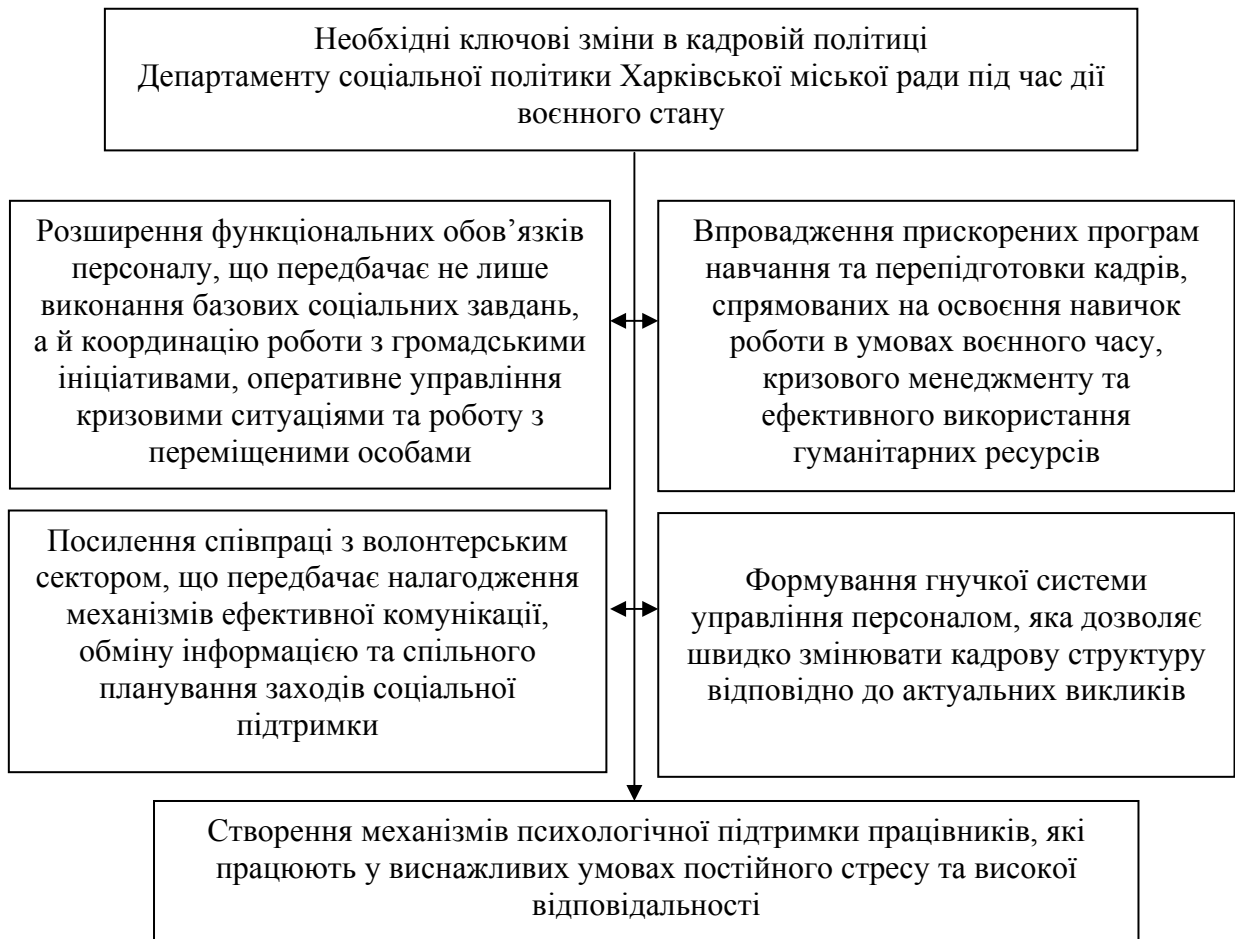 Необхідні ключові зміни в кадровій політиці
Департаменту соціальної політики Харківської міської ради під час дії
воєнного стану
Розширення функціональних обов’язків
персоналу, що передбачає не лише
виконання базових соціальних завдань,
а й координацію роботи з громадськими
ініціативами, оперативне управління
кризовими ситуаціями та роботу з
переміщеними особами
Впровадження прискорених програм
навчання та перепідготовки кадрів,
спрямованих на освоєння навичок
роботи в умовах воєнного часу,
кризового менеджменту та
ефективного використання
гуманітарних ресурсів
Посилення співпраці з волонтерським
сектором, що передбачає налагодження
механізмів ефективної комунікації,
обміну інформацією та спільного
планування заходів соціальної
підтримки
Формування гнучкої системи
управління персоналом, яка дозволяє
швидко змінювати кадрову структуру
відповідно до актуальних викликів
Створення механізмів психологічної підтримки працівників, які
працюють у виснажливих умовах постійного стресу та високої
відповідальності